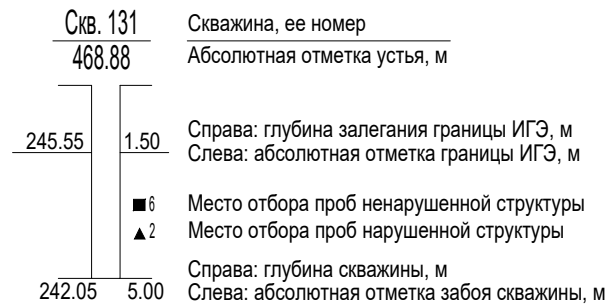 Скв. 131 Скважина, ее номер
468.88 Абсолютная отметка устья, м
245.55 1.50 Справа: глубина залегания границы ИГЭ, м
Слева: абсолютная отметка границы ИГЭ, м
6 Место отбора проб ненарушенной структуры
2 Место отбора проб нарушенной структуры
Справа: глубина скважины, м
242.05 5.00 Слева: абсолютная отметка забоя скважины, м